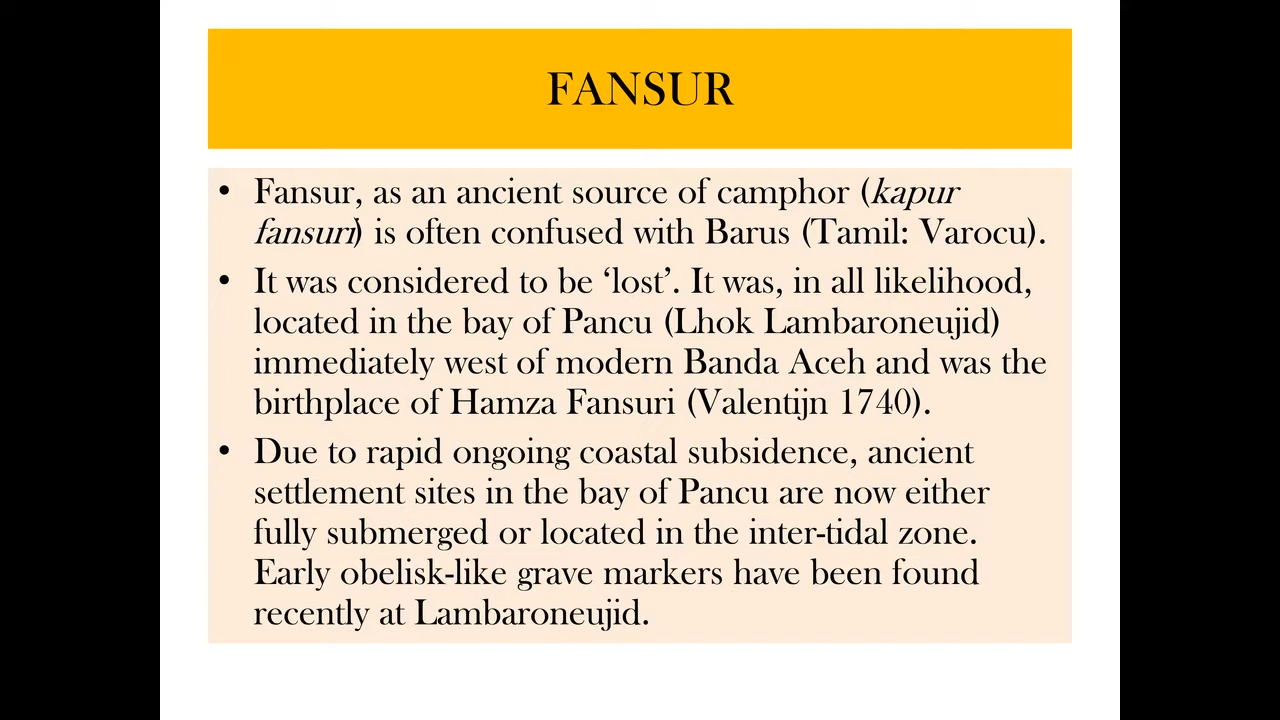 FANSUR
• Fansur, as an ancient source of camphor (kapur
fansuri) is often confused with Barus (Tamil: Varocu).
• It was considered to be ‘lost’. It was, in all likelihood,
located in the bay of Pancu (Lhok Lambaroneujid)
immediately west of modern Banda Aceh and was the
birthplace of Hamza Fansuri (Valentijn 1740).
• Due to rapid ongoing coastal subsidence, ancient
settlement sites in the bay of Pancu are now either
fully submerged or located in the inter-tidal zone.
Early obelisk-like grave markers have been found
recently at Lambaroneujid.